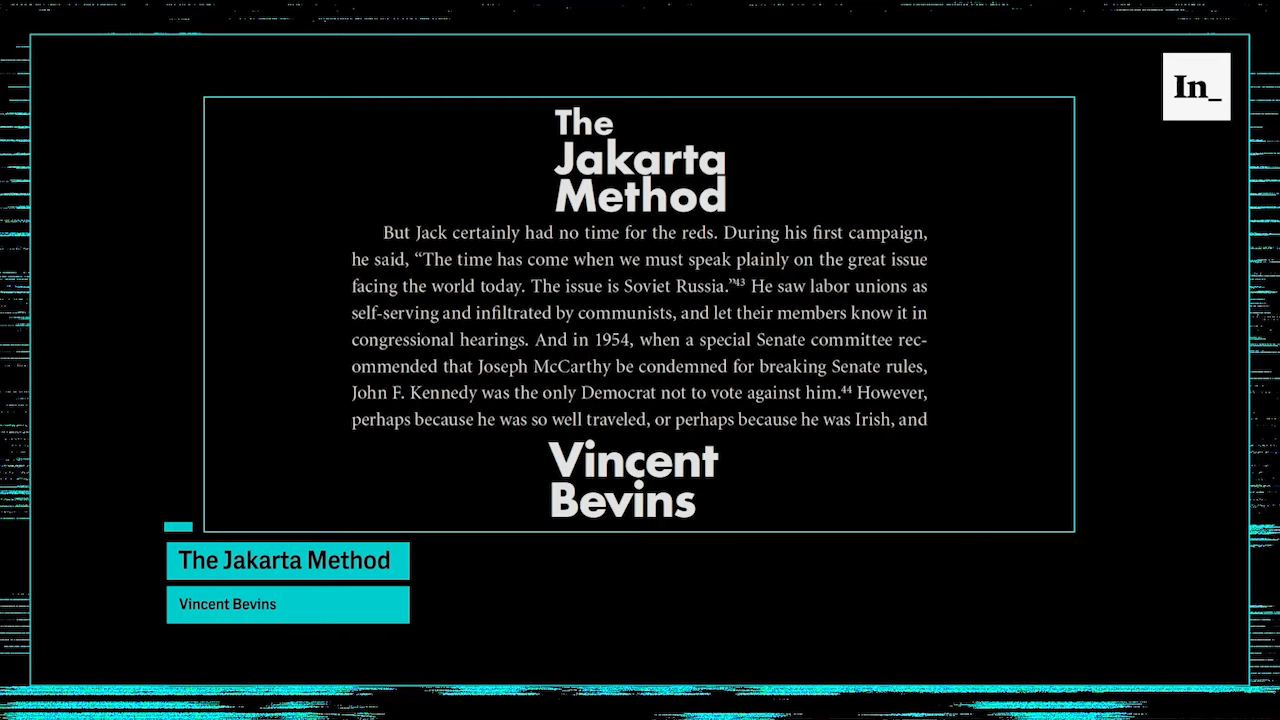 In_
The
Jakarta
Method
But Jack certainly had no time for the reds. During his first campaign,
he said, “The time has come when we must speak plainly on the great issue
facing the world today. The issue is Soviet Russia.”43 He saw labor unions as
self-serving and infiltrated by communists, and let their members know it in
congressional hearings. And in 1954, when a special Senate committee rec-
ommended that Joseph McCarthy be condemned for breaking Senate rules,
John F. Kennedy was the only Democrat not to vote against him.44 However,
perhaps because he was so well traveled, or perhaps because he was Irish, and
Vincent
Bevins
The Jakarta Method
Vincent Bevins